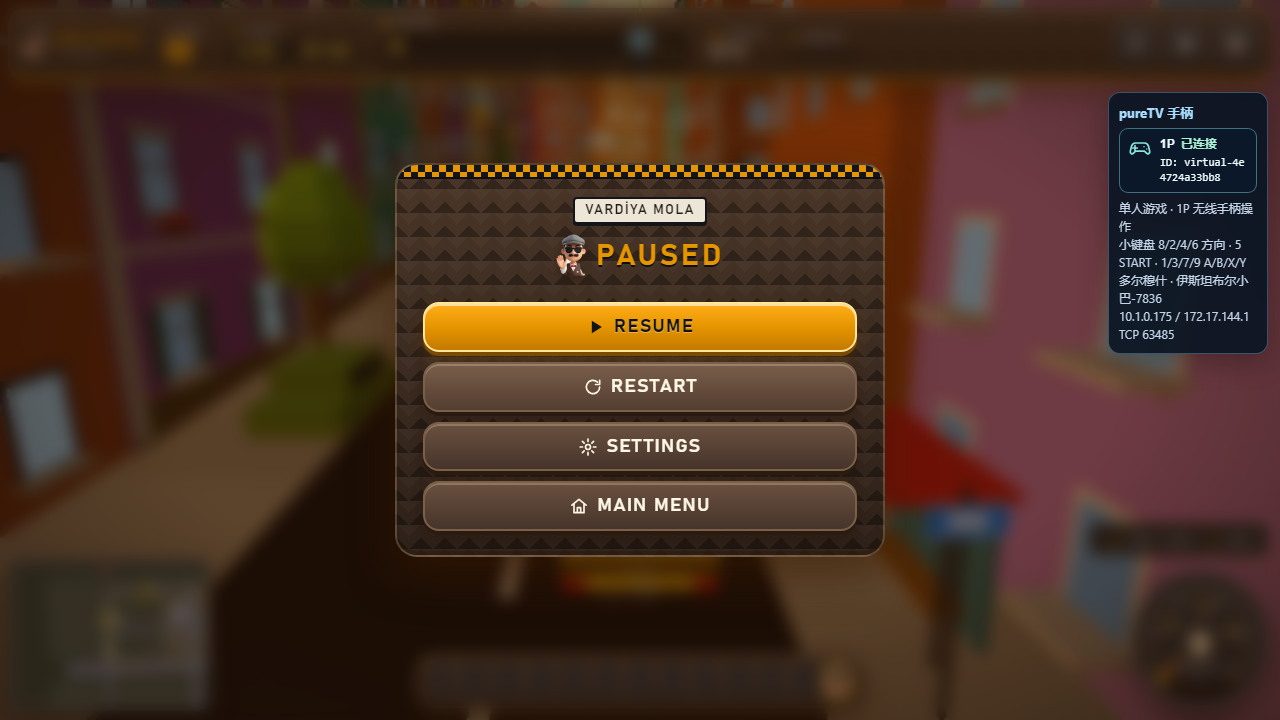 VARDİYA MOLA
PAUSED
RESUME
RESTART
SETTINGS
MAIN MENU
pureTV 手柄
1P 已连接
ID: virtual-4e
4724a33bb8
单人游戏 · 1P 无线手柄操
作
小键盘 8/2/4/6 方向 · 5
START · 1/3/7/9 A/B/X/Y
多尔穆什 · 伊斯坦布尔小
巴-7836
10.1.0.175 / 172.17.144.1
TCP 63485